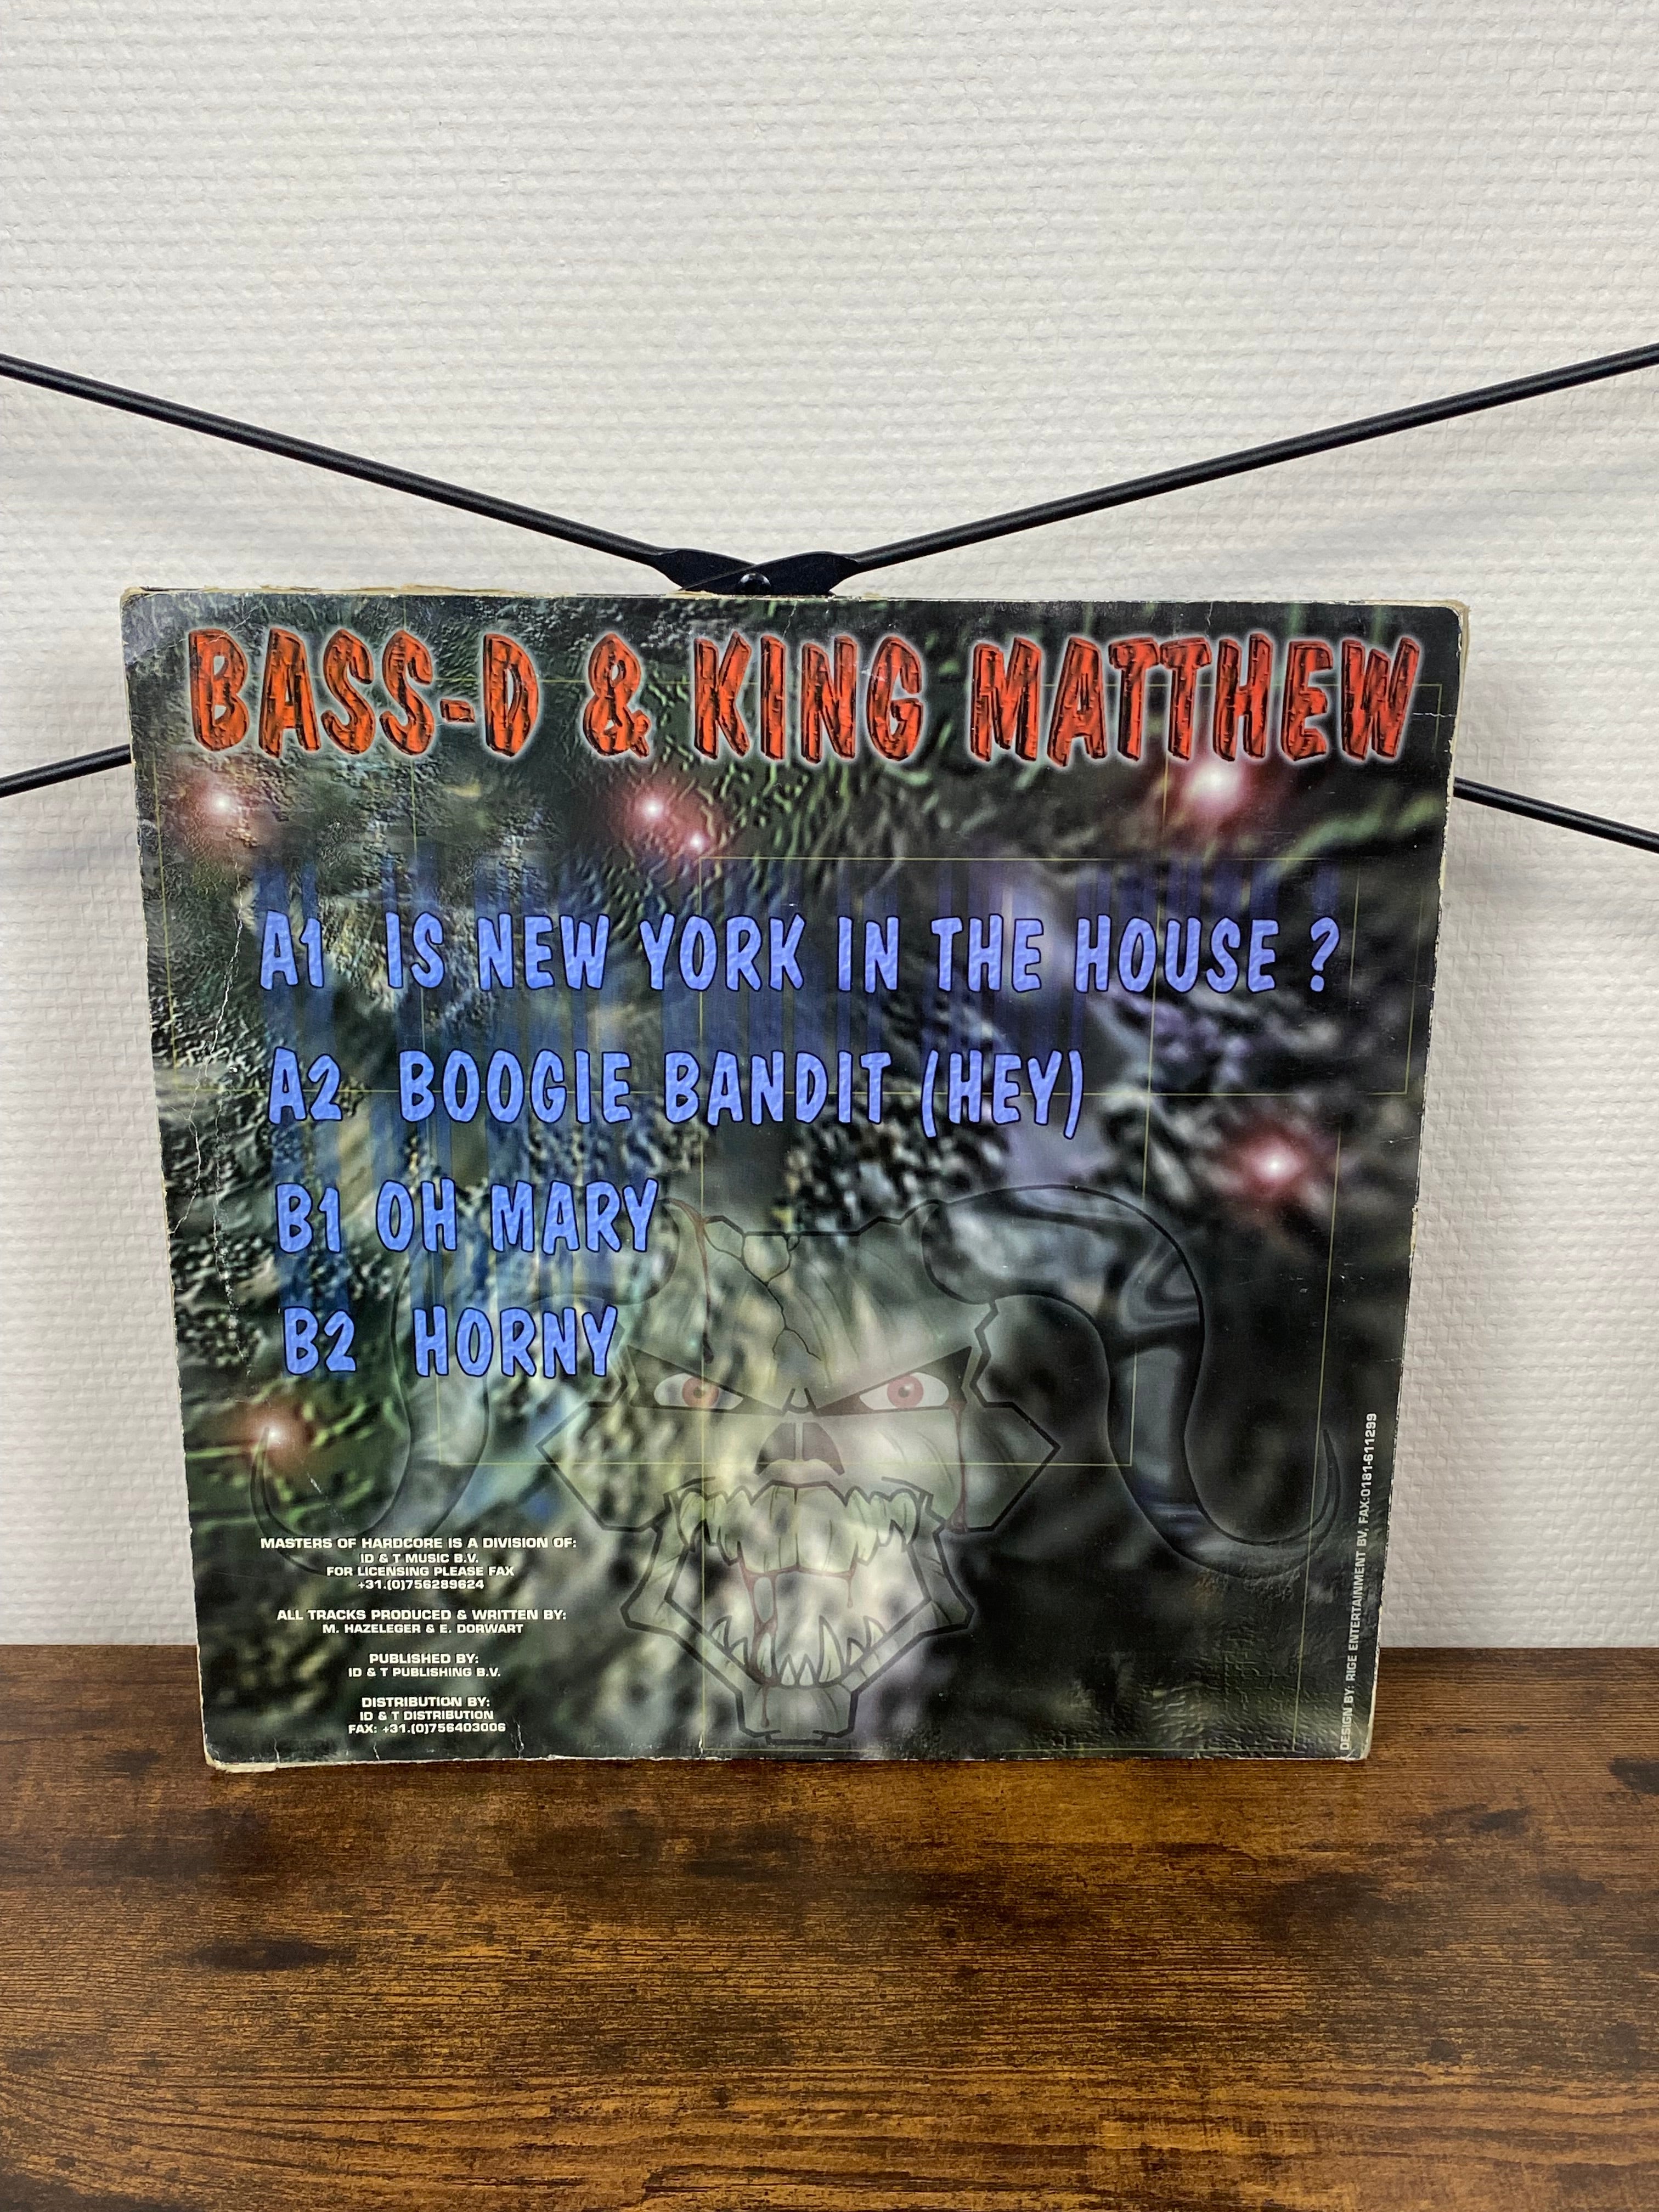 BASS-D & KING MATTHEW
A1 IS NEW YORK IN THE HOUSE ?
A2 BOOGIE BANDIT (HEY)
B1 OH MARY
B2 HORNY
MASTERS OF HARDCORE IS A DIVISION OF:
ID & T MUSIC B.V.
FOR LICENSING PLEASE FAX
+31.(0)756289624
ALL TRACKS PRODUCED & WRITTEN BY:
M. HAZELEGER & E. DORWART
PUBLISHED BY:
ID & T PUBLISHING B.V.
DISTRIBUTION BY:
ID & T DISTRIBUTION
FAX: +31.(0)756403006
DESIGN BY: RIGE ENTERTAINMENT BV, FAX:0181-611299